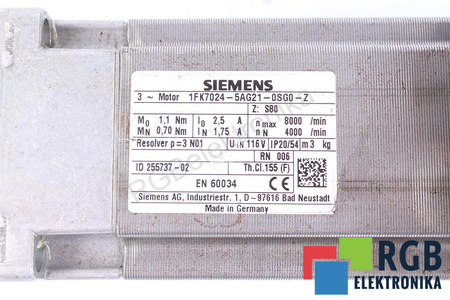 SIEMENS
3 ~ Motor 1FK7024-5AG21-0SG0-Z
Z: S80
M0 1,1 Nm I0 2,5 A n max 8000 /min
MN 0,70 Nm IN 1,75 A nN 4000 /min
Resolver p=3 N01 UIN 116 V IP20/54 m 3 kg
RN 006
ID 255737-02 Th.Cl.155 (F)
EN 60034 CE
Siemens AG, Industriestr. 1, D-97616 Bad Neustadt
Made in Germany
RGBelektronika
RGB
ELEKTRONIKA